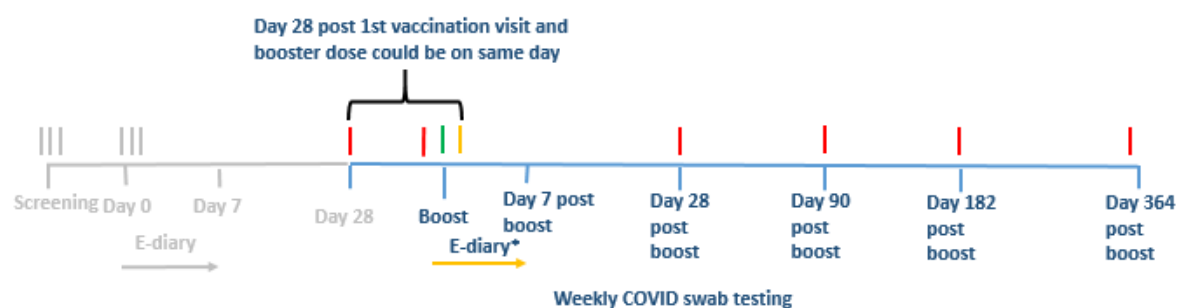 Day 28 post 1st vaccination visit and
booster dose could be on same day
Screening
Day 0
Day 7
Day 28
Boost
Day 7 post
boost
Day 28
post
boost
Day 90
post
boost
Day 182
post
boost
Day 364
post
boost
E-diary
E-diary*
Weekly COVID swab testing